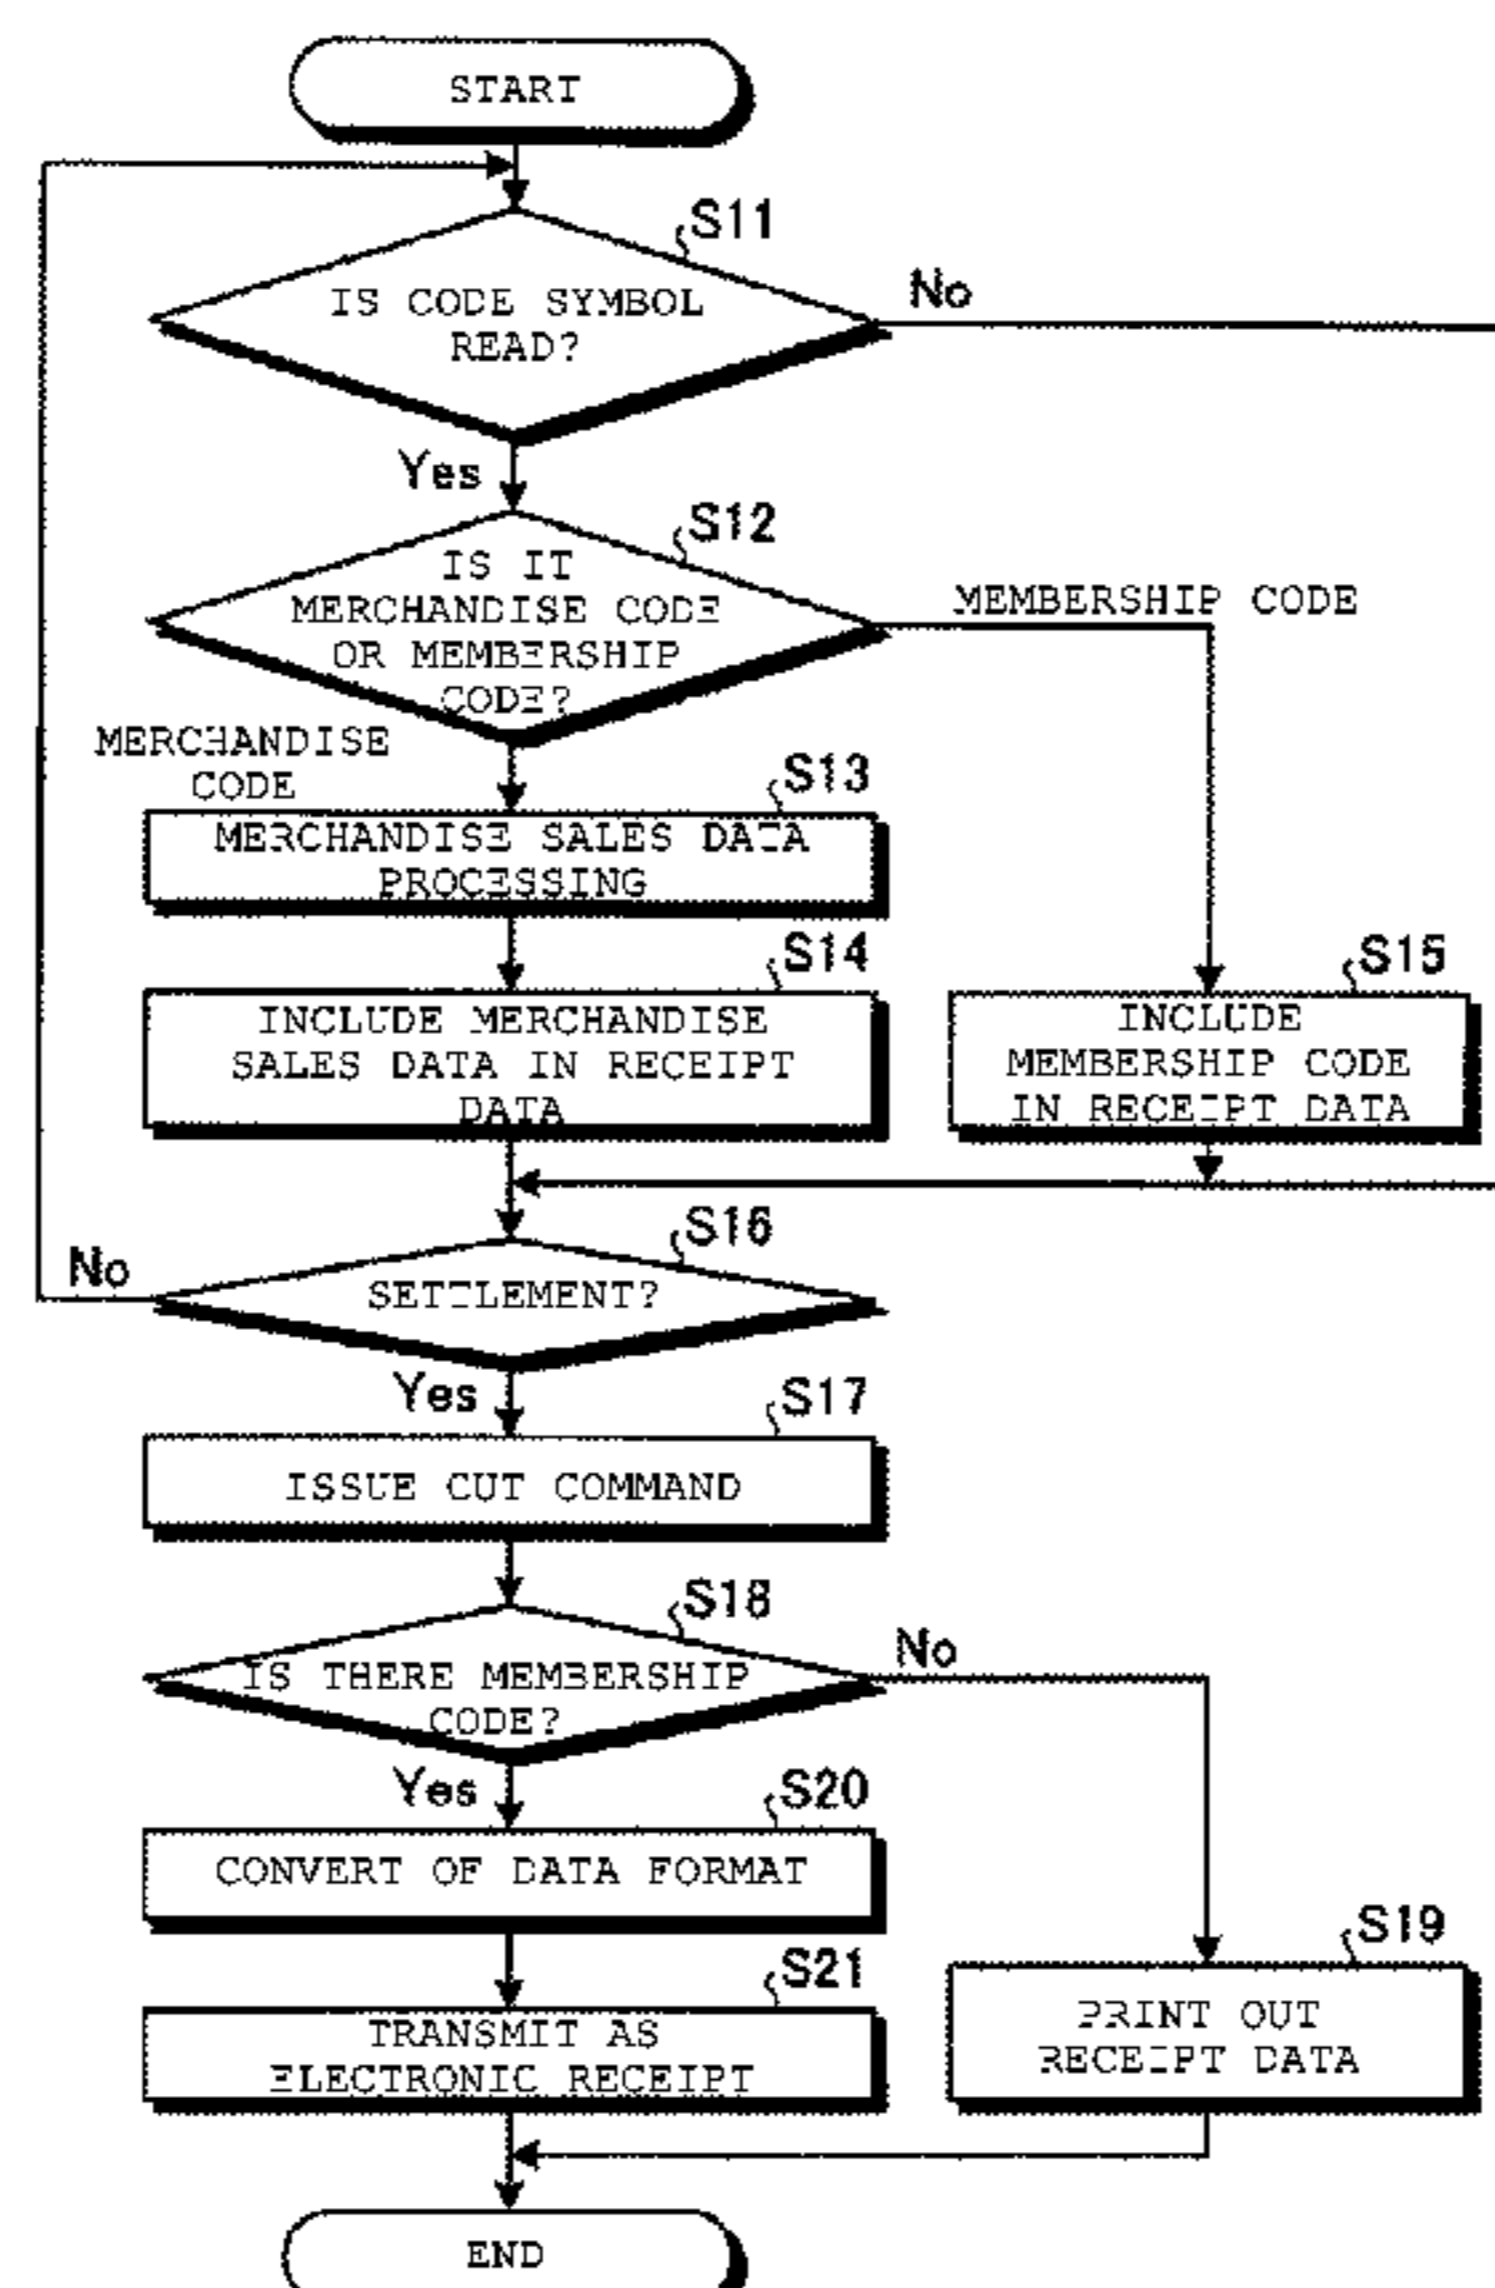 START
S11
IS CODE SYMBOL
READ?
No
Yes
S12
IS IT
MERCHANDISE CODE
OR MEMBERSHIP
CODE?
MEMBERSHIP CODE
MERCHANDISE
CODE
S13
MERCHANDISE SALES DATA
PROCESSING
S14
INCLUDE MERCHANDISE
SALES DATA IN RECEIPT
DATA
S15
INCLUDE
MEMBERSHIP CODE
IN RECEIPT DATA
S16
SETTLEMENT?
No
Yes
S17
ISSUE CUT COMMAND
S18
IS THERE MEMBERSHIP
CODE?
No
Yes
S20
CONVERT OF DATA FORMAT
S21
TRANSMIT AS
ELECTRONIC RECEIPT
S19
PRINT OUT
RECEIPT DATA
END